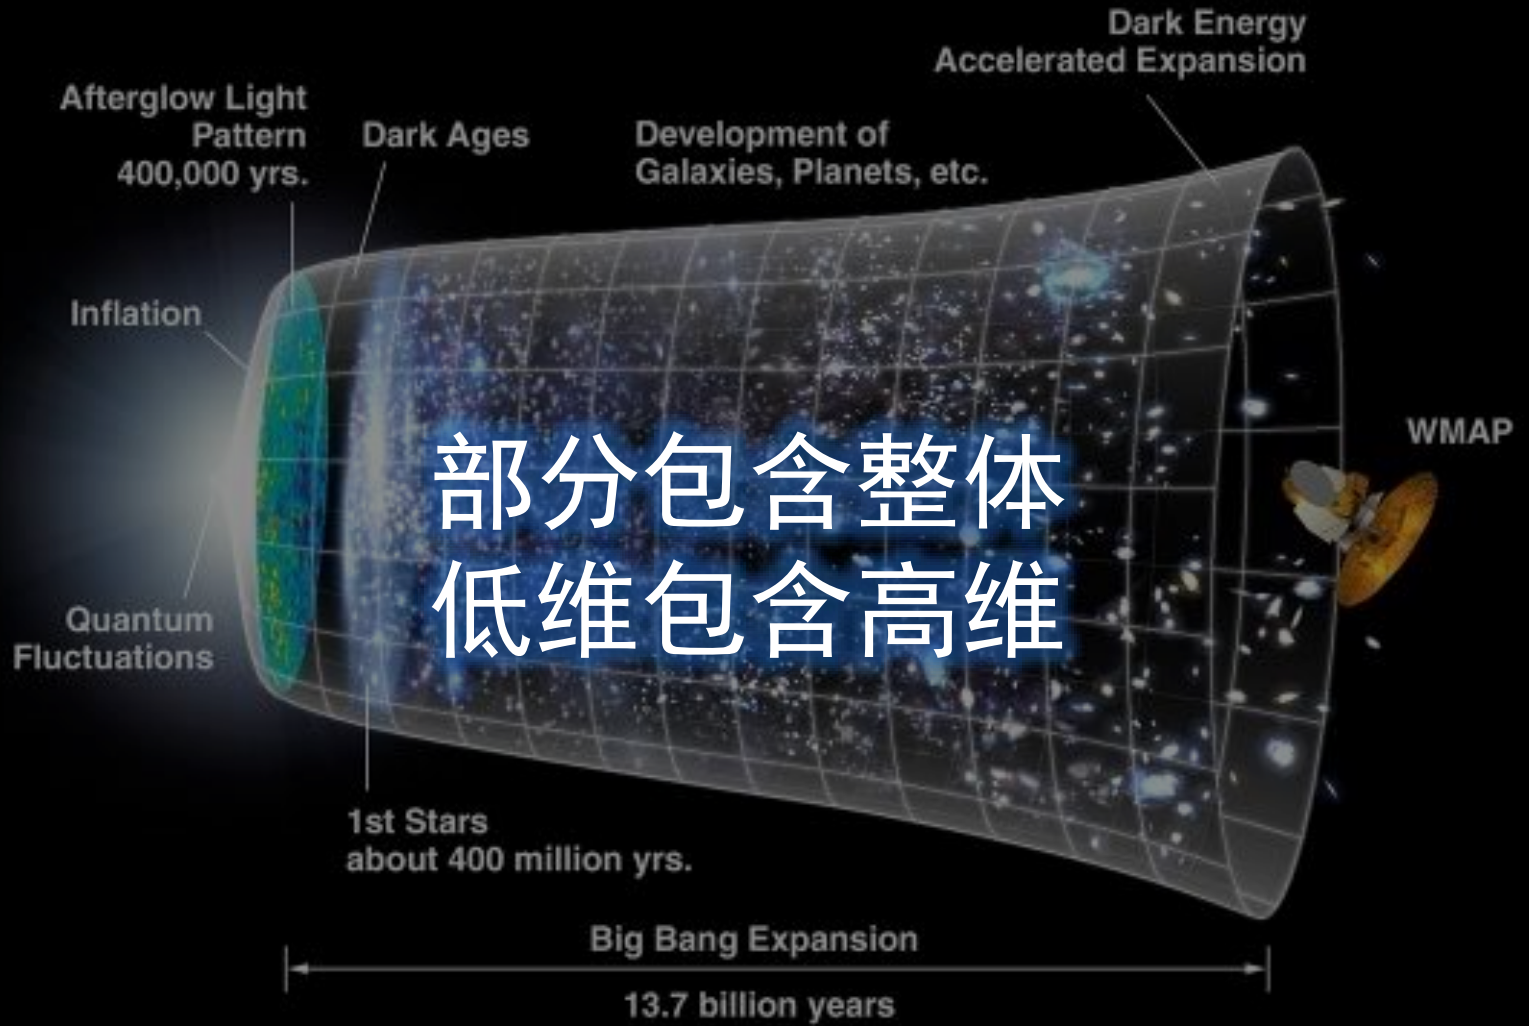 Dark Energy
Accelerated Expansion
Afterglow Light
Pattern
400,000 yrs.
Dark Ages
Development of
Galaxies, Planets, etc.
Inflation
WMAP
部分包含整体
低维包含高维
Quantum
Fluctuations
1st Stars
about 400 million yrs.
Big Bang Expansion
13.7 billion years